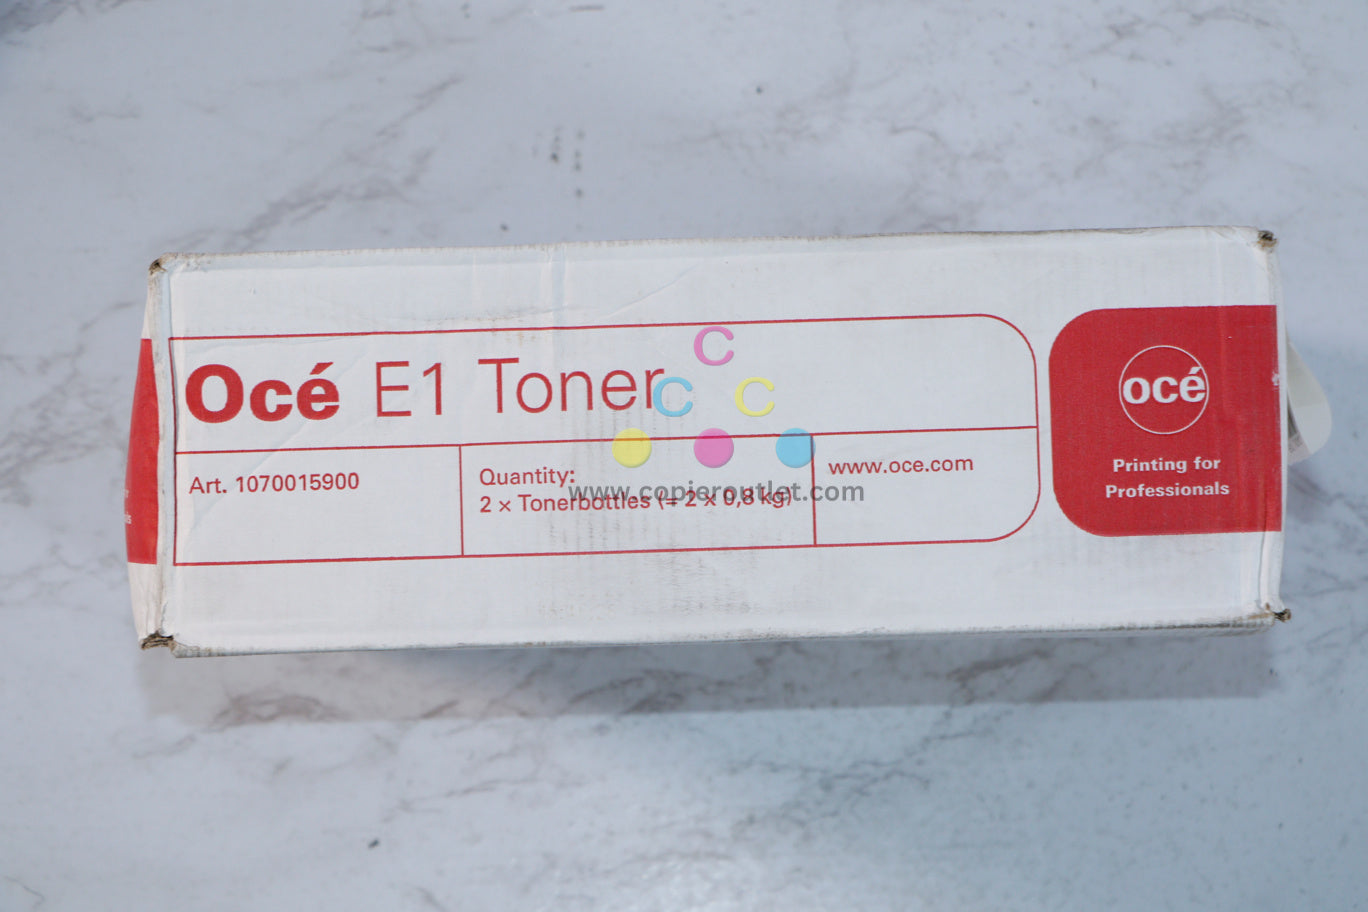 Océ E1 Toner
Art. 1070015900
Quantity:
2 x Tonerbottles (= 2 x 0,8 kg)
www.oce.com
océ
Printing for
Professionals
C
C C
www.copieroutlet.com